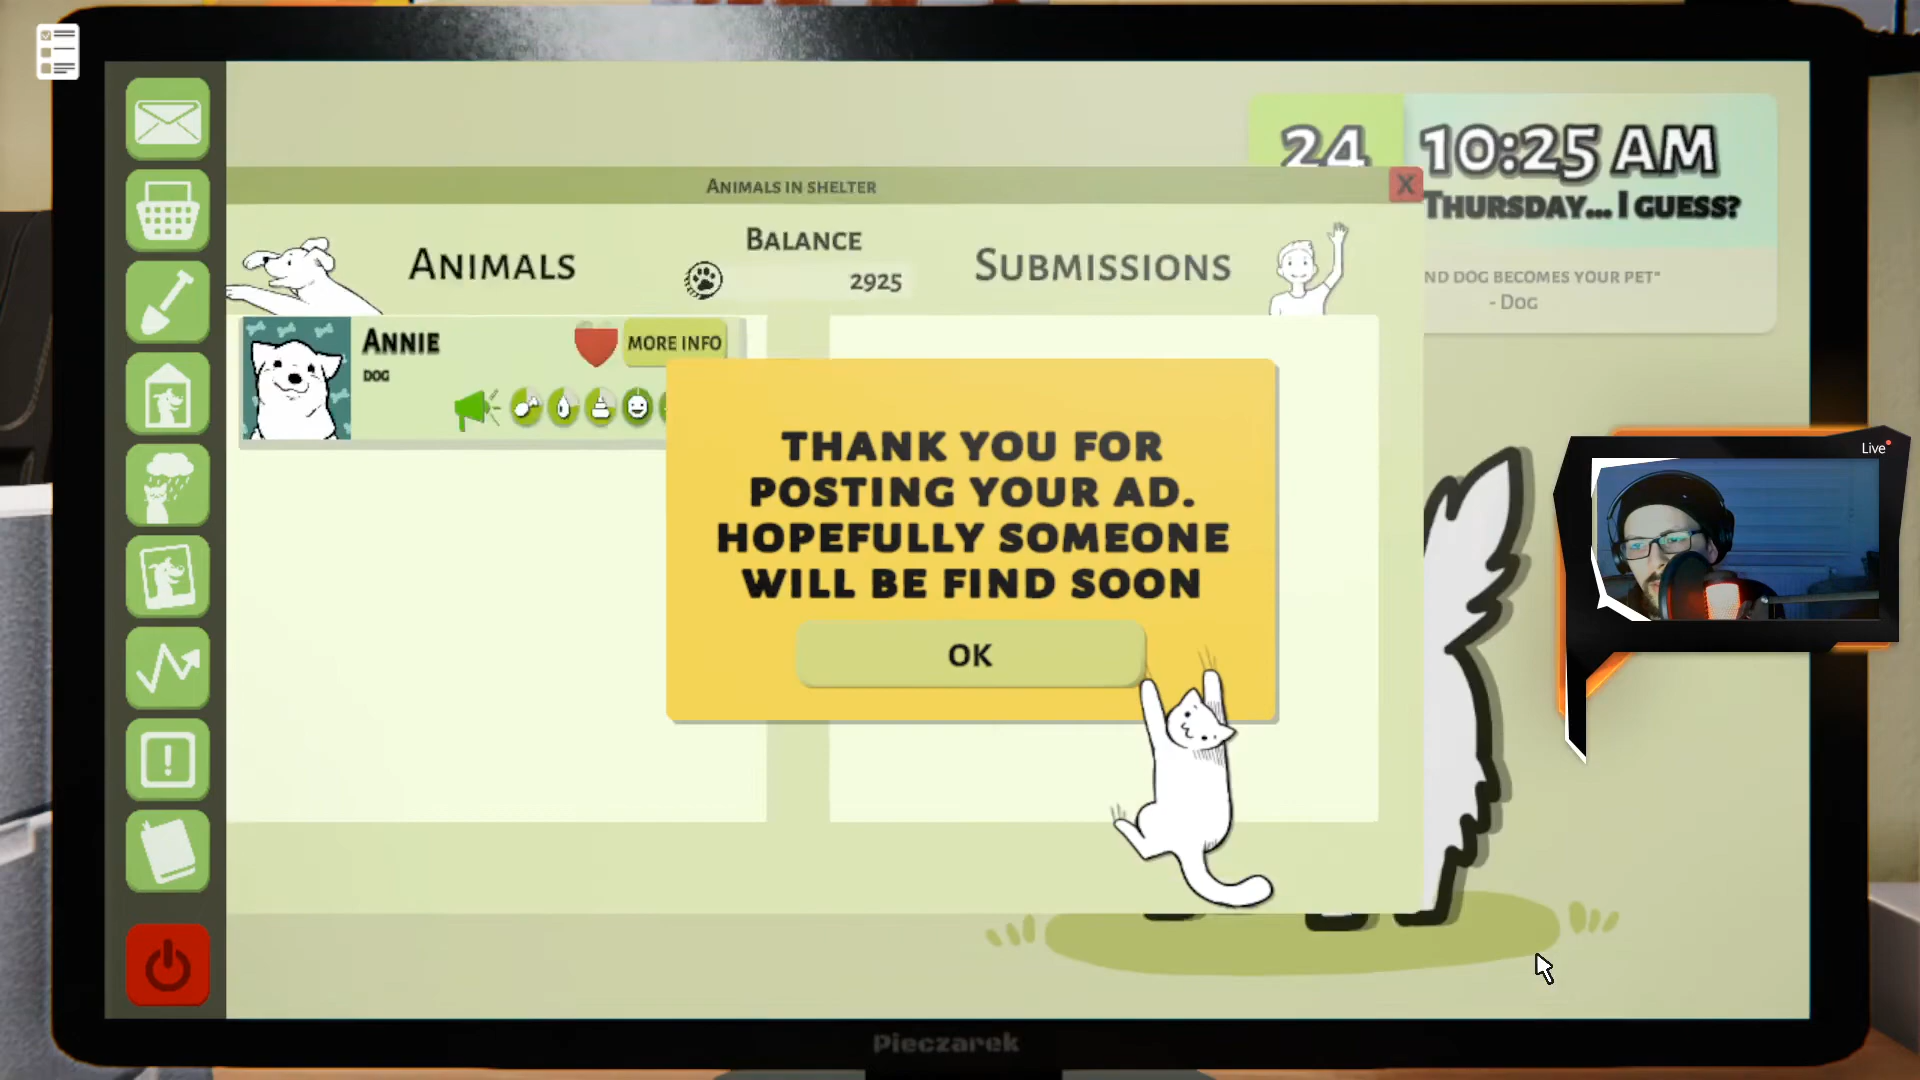 24
10:25 AM
Thursday... I guess?
Animals in shelter
X
Animals
Balance
2925
Submissions
ND DOG BECOMES YOUR PET"
- Dog
Annie
MORE INFO
DOG
THANK YOU FOR
POSTING YOUR AD.
HOPEFULLY SOMEONE
WILL BE FIND SOON
OK
Live
Pieczarek